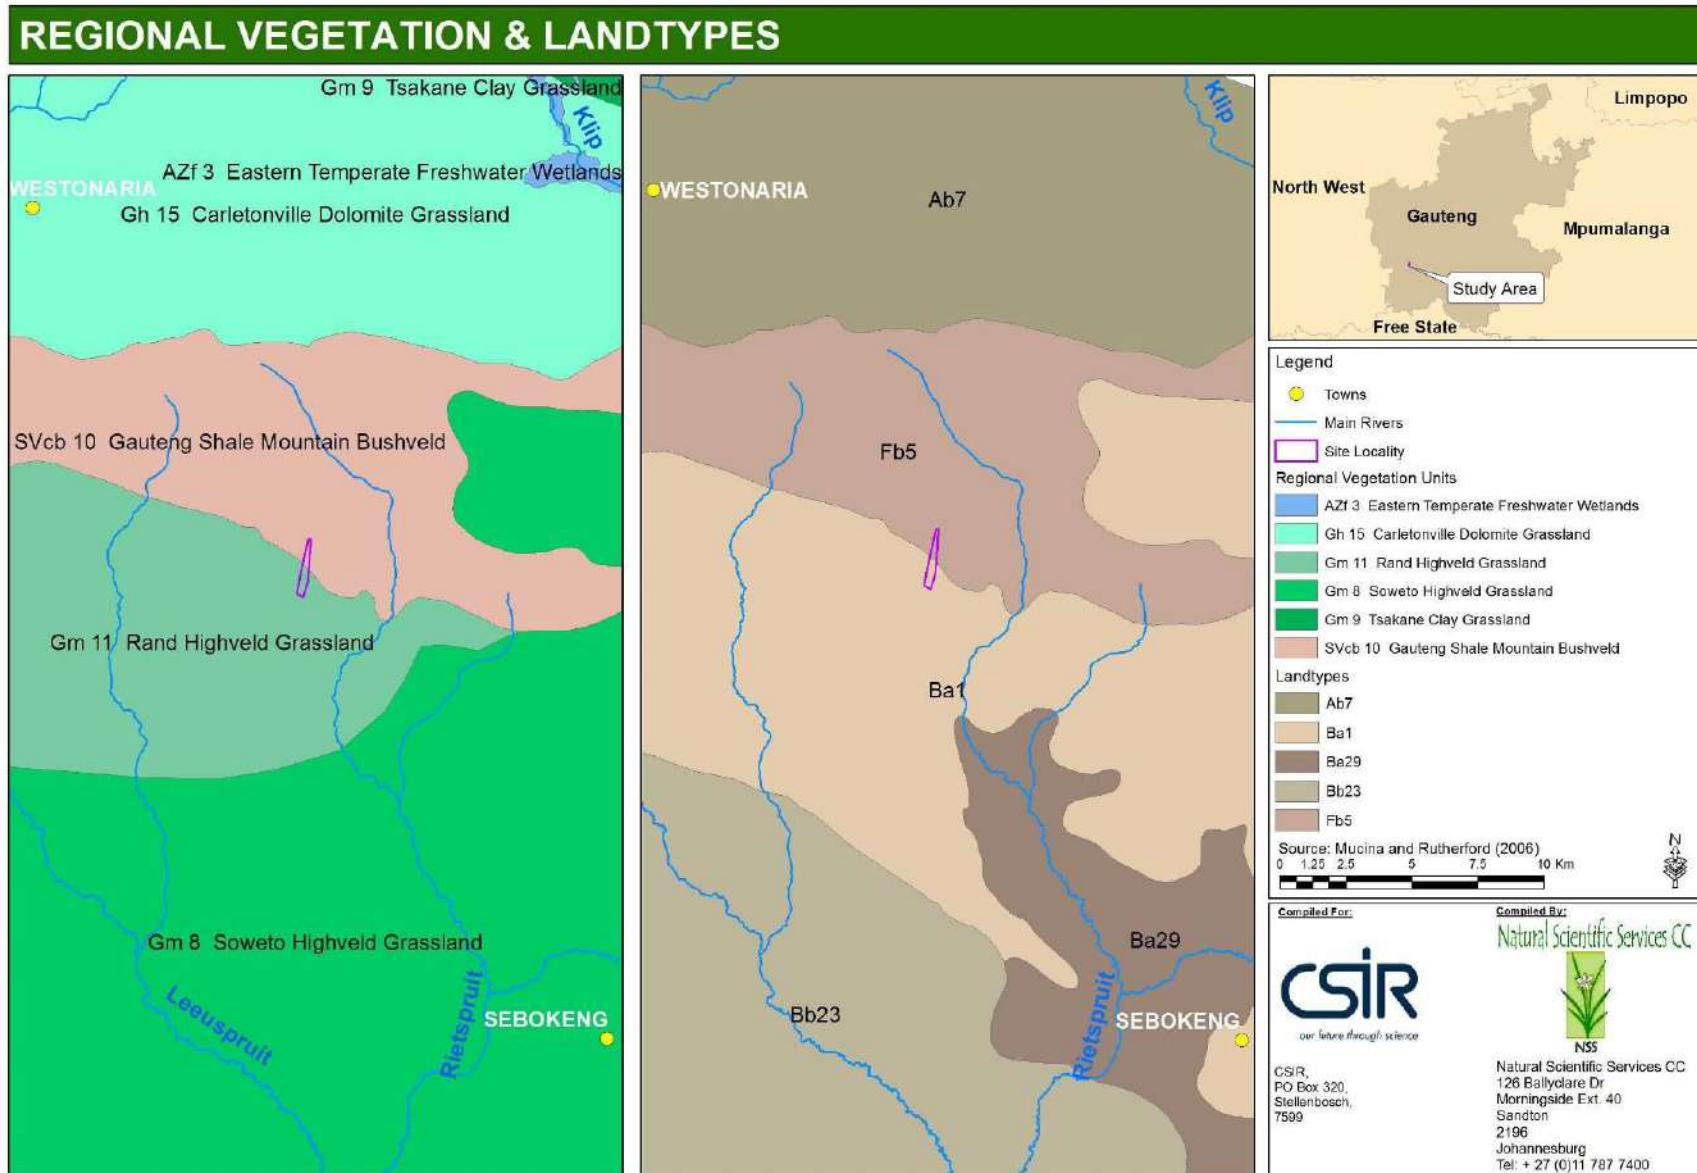 REGIONAL VEGETATION & LANDTYPES
Gm 9 Tsakane Clay Grassland
Klip
AZf 3 Eastern Temperate Freshwater Wetlands
WESTONARIA
Gh 15 Carletonville Dolomite Grassland
SVcb 10 Gauteng Shale Mountain Bushveld
Gm 11 Rand Highveld Grassland
Gm 8 Soweto Highveld Grassland
Leeuspruit
Rietspruit
SEBOKENG
Klip
WESTONARIA
Ab7
Fb5
Ba1
Ba29
Bb23
Rietspruit
SEBOKENG
Limpopo
North West
Gauteng
Mpumalanga
Study Area
Free State
Legend
Towns
Main Rivers
Site Locality
Regional Vegetation Units
AZf 3 Eastern Temperate Freshwater Wetlands
Gh 15 Carletonville Dolomite Grassland
Gm 11 Rand Highveld Grassland
Gm 8 Soweto Highveld Grassland
Gm 9 Tsakane Clay Grassland
SVcb 10 Gauteng Shale Mountain Bushveld
Landtypes
Ab7
Ba1
Ba29
Bb23
Fb5
Source: Mucina and Rutherford (2006)
0 1.25 2.5 5 7.5 10 Km
N
Compiled For:
CSIR
our future through science
CSIR,
PO Box 320,
Stellenbosch,
7599
Compiled By:
Natural Scientific Services CC
NSS
Natural Scientific Services CC
126 Ballyclare Dr
Morningside Ext. 40
Sandton
2196
Johannesburg
Tel: + 27 (0)11 787 7400